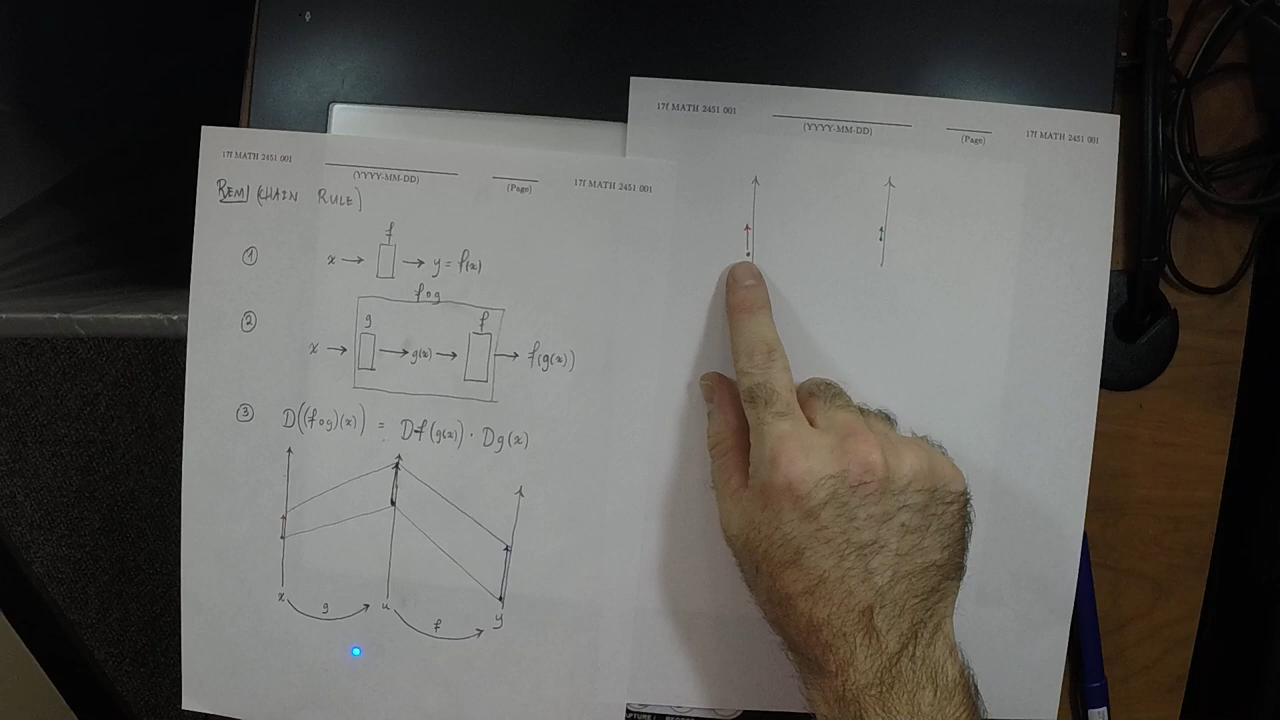 17f MATH 2451 001
(YYYY-MM-DD)
(Page)
17f MATH 2451 001
REM (CHAIN RULE)
① x → f → y = f(x)
f∘g
② x → g → g(x) → f → f(g(x))
③ D((f∘g)(x)) = Df(g(x)) · Dg(x)
x g u f y
17f MATH 2451 001
(YYYY-MM-DD)
(Page)
17f MATH 2451 001